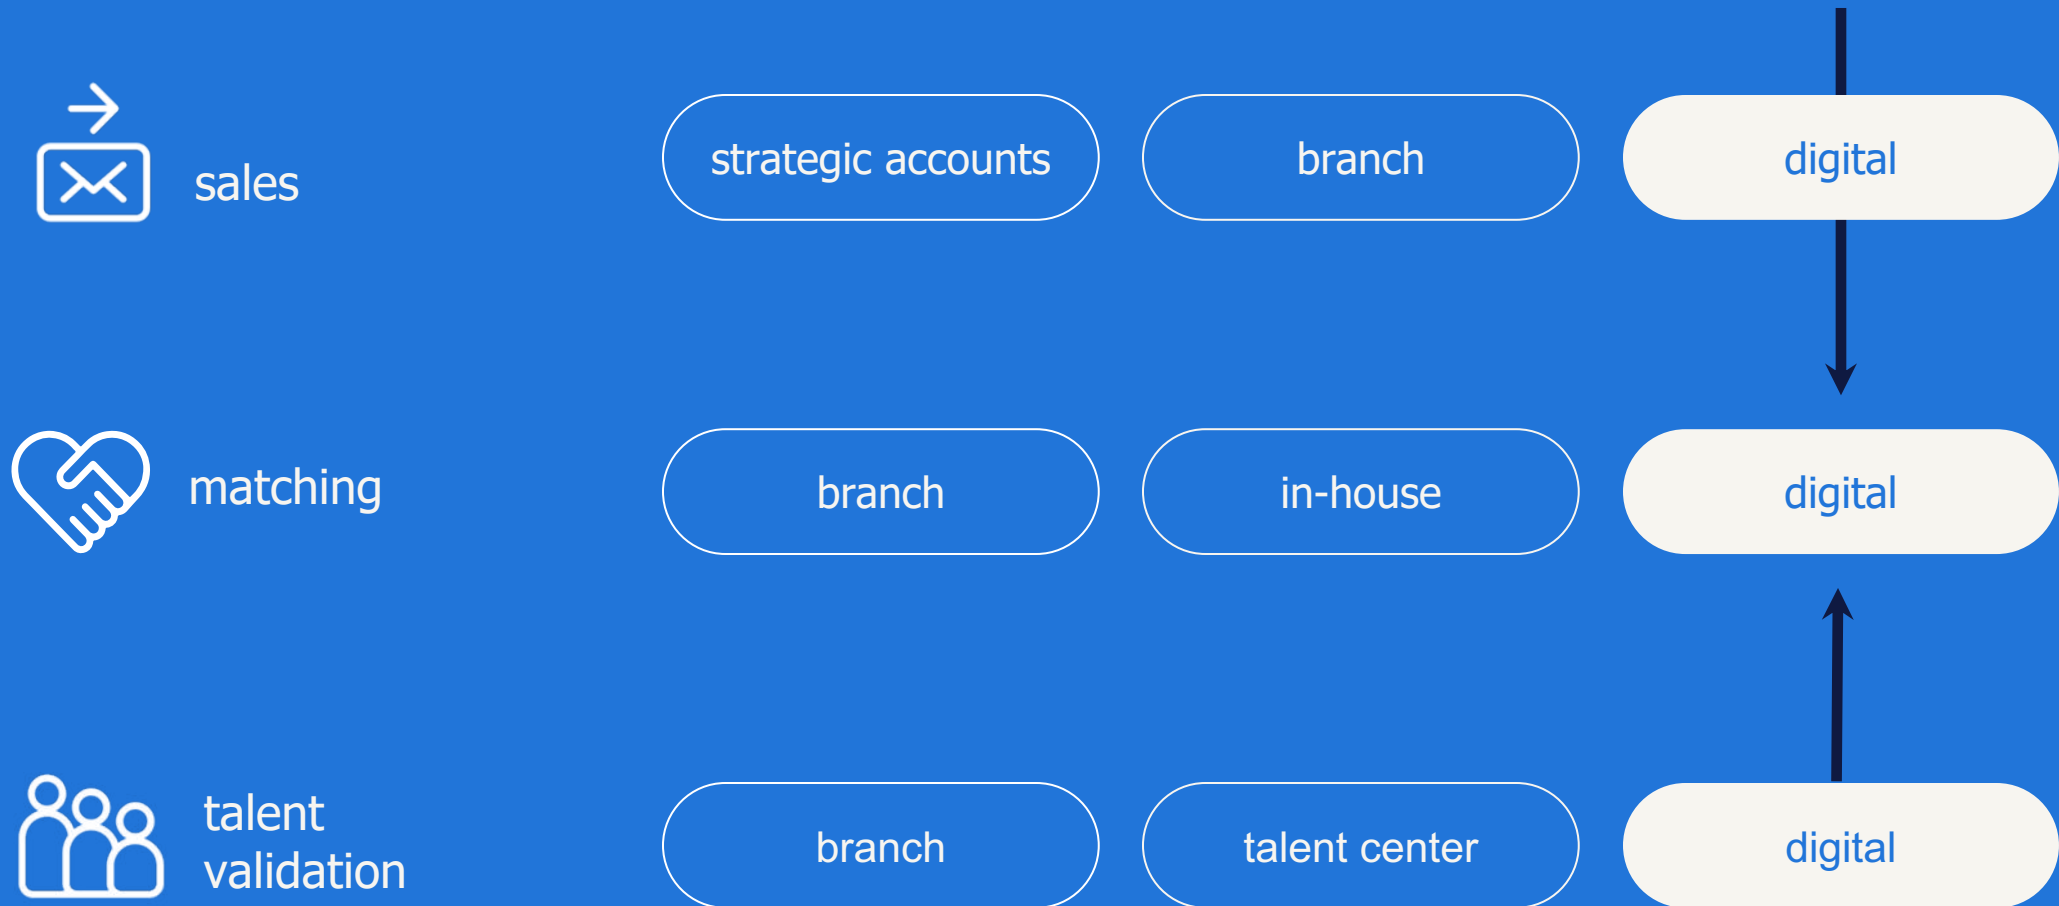 sales
strategic accounts
branch
digital
matching
branch
in-house
digital
talent
validation
branch
talent center
digital